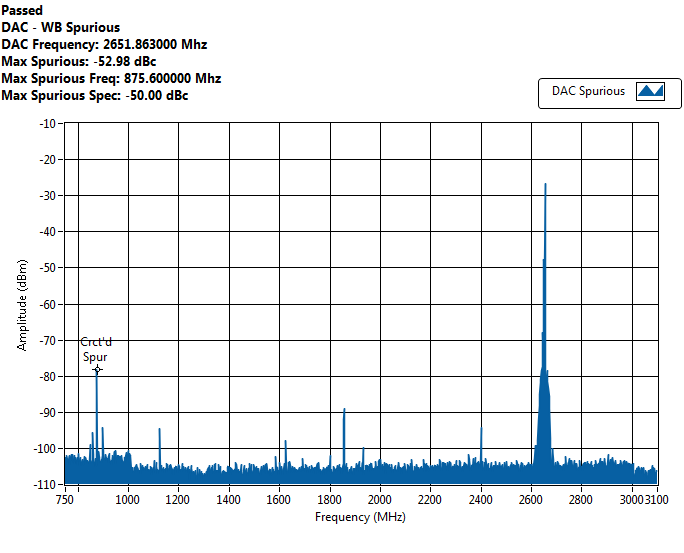 Passed
DAC - WB Spurious
DAC Frequency: 2651.863000 Mhz
Max Spurious: -52.98 dBc
Max Spurious Freq: 875.600000 Mhz
Max Spurious Spec: -50.00 dBc
DAC Spurious
-10
-20
-30
-40
-50
-60
-70
-80
-90
-100
-110
Amplitude (dBm)
Crct'd
Spur
750 1000 1200 1400 1600 1800 2000 2200 2400 2600 2800 3000 3100
Frequency (MHz)